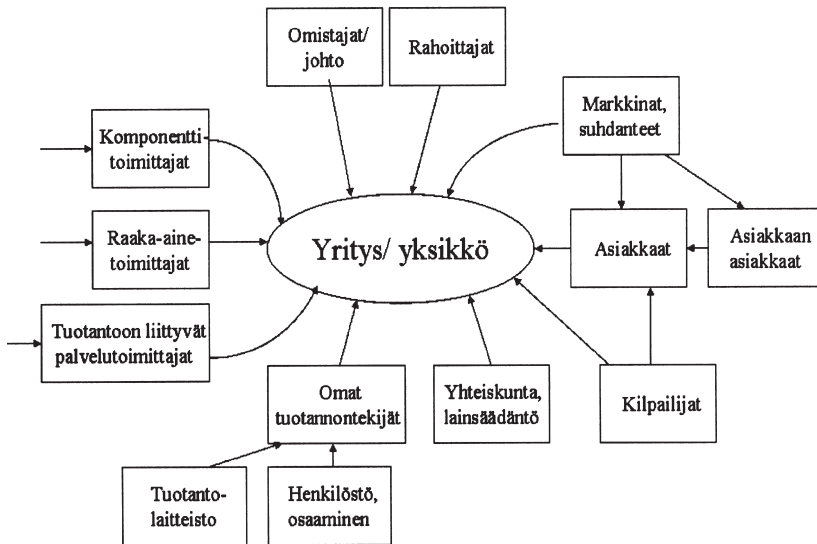 Omistajat/
johto
Rahoittajat
Markkinat,
suhdanteet
Komponentti-
toimittajat
Raaka-aine-
toimittajat
Yritys/ yksikkö
Asiakkaat
Asiakkaan
asiakkaat
Tuotantoon liittyvät
palvelutoimittajat
Omat
tuotannontekijät
Yhteiskunta,
lainsäädäntö
Kilpailijat
Tuotanto-
laitteisto
Henkilöstö,
osaaminen